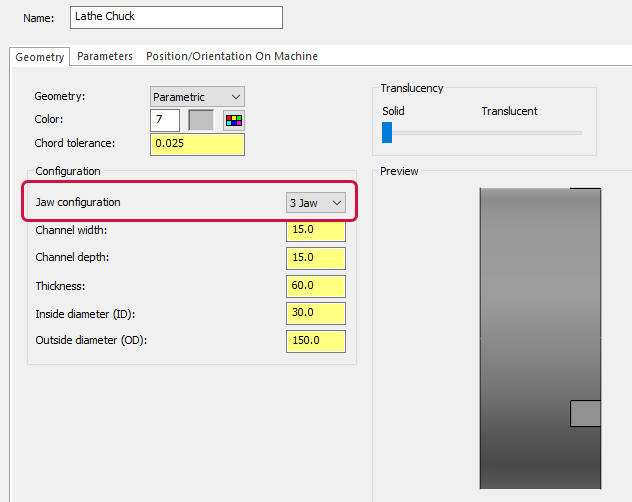 Name: Lathe Chuck
Geometry Parameters Position/Orientation On Machine
Geometry: Parametric
Color: 7
Chord tolerance: 0.025
Translucency
Solid Translucent
Configuration
Jaw configuration 3 Jaw
Channel width: 15.0
Channel depth: 15.0
Thickness: 60.0
Inside diameter (ID): 30.0
Outside diameter (OD): 150.0
Preview